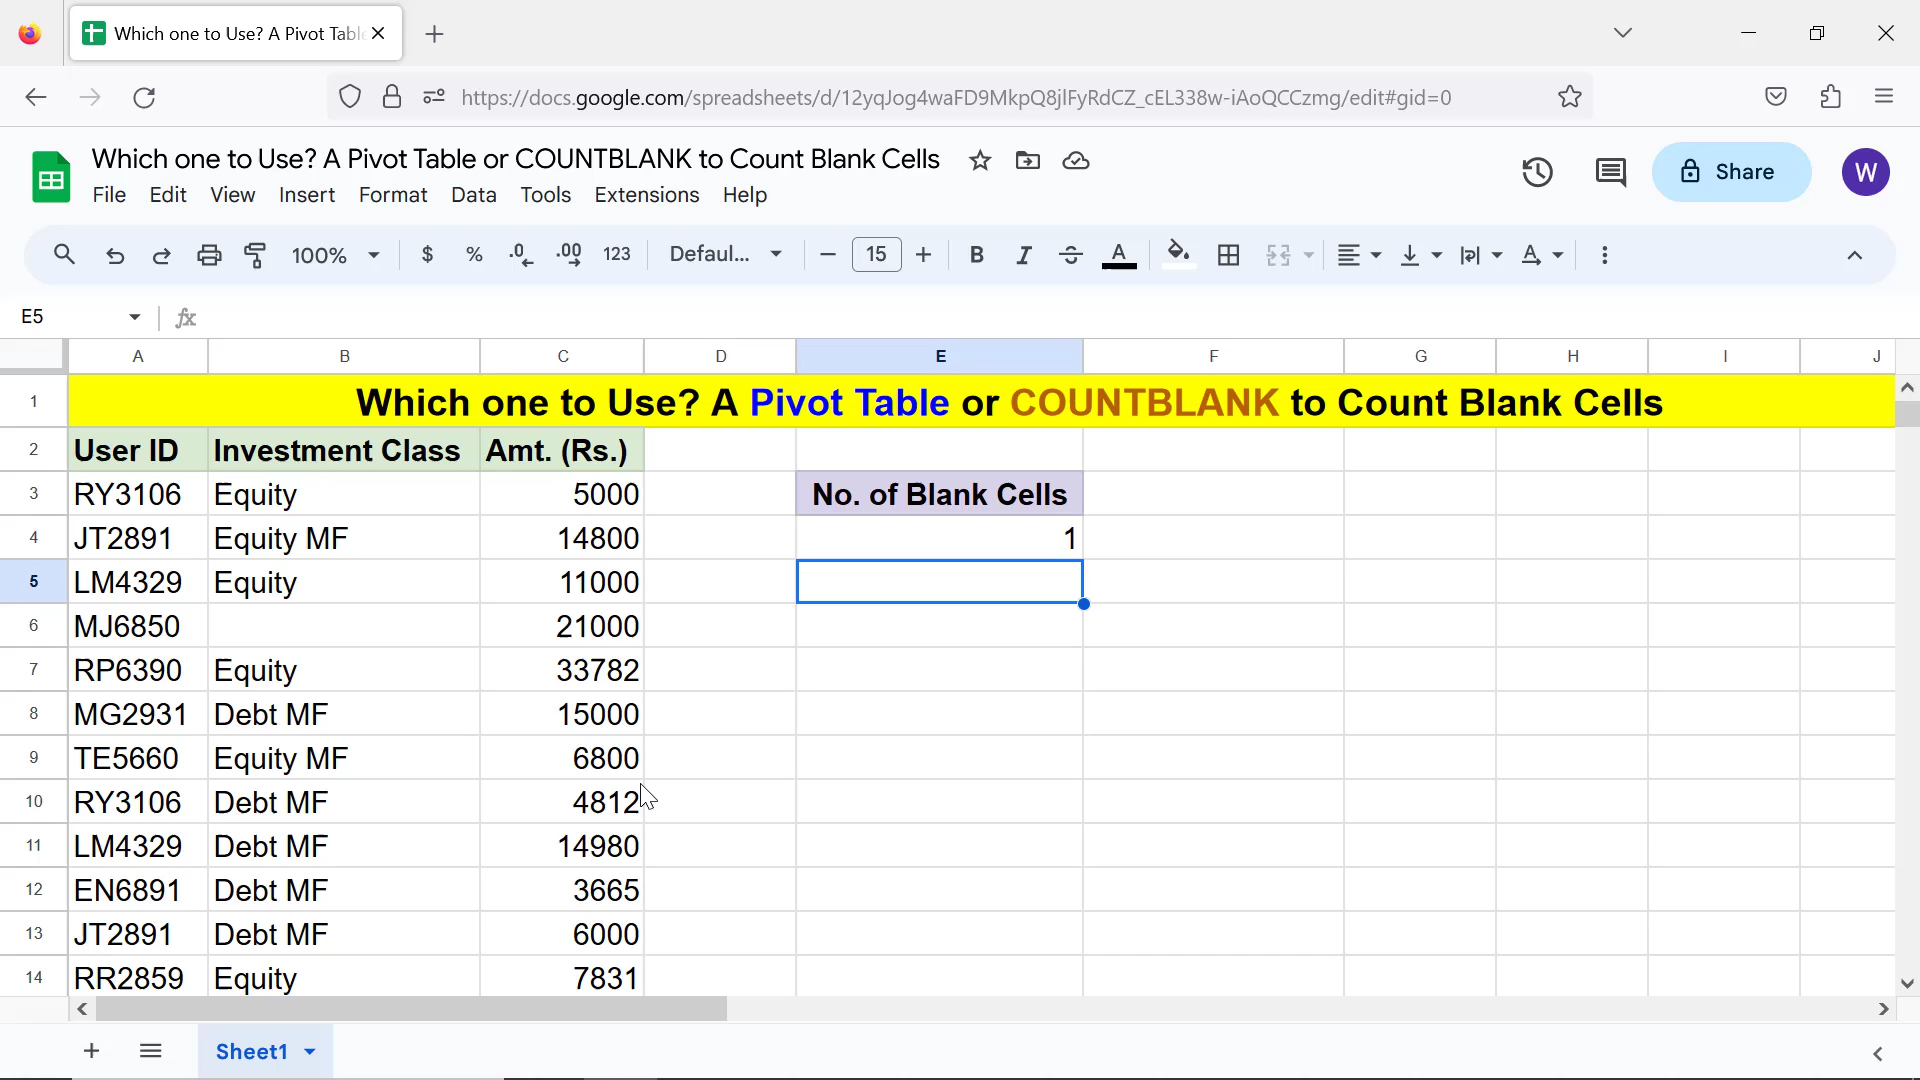 Which one to Use? A Pivot Table
https://docs.google.com/spreadsheets/d/12yqJog4waFD9MkpQ8jlFyRdCZ_cEL338w-iAoQCCzmg/edit#gid=0
Which one to Use? A Pivot Table or COUNTBLANK to Count Blank Cells
File Edit View Insert Format Data Tools Extensions Help
Share
W
100% $ % .0 .00 123 Defaul... 15 B I S A
E5 fx
A B C D E F G H I J
1 Which one to Use? A Pivot Table or COUNTBLANK to Count Blank Cells
2 User ID Investment Class Amt. (Rs.)
3 RY3106 Equity 5000 No. of Blank Cells
4 JT2891 Equity MF 14800 1
5 LM4329 Equity 11000
6 MJ6850 21000
7 RP6390 Equity 33782
8 MG2931 Debt MF 15000
9 TE5660 Equity MF 6800
10 RY3106 Debt MF 4812
11 LM4329 Debt MF 14980
12 EN6891 Debt MF 3665
13 JT2891 Debt MF 6000
14 RR2859 Equity 7831
Sheet1